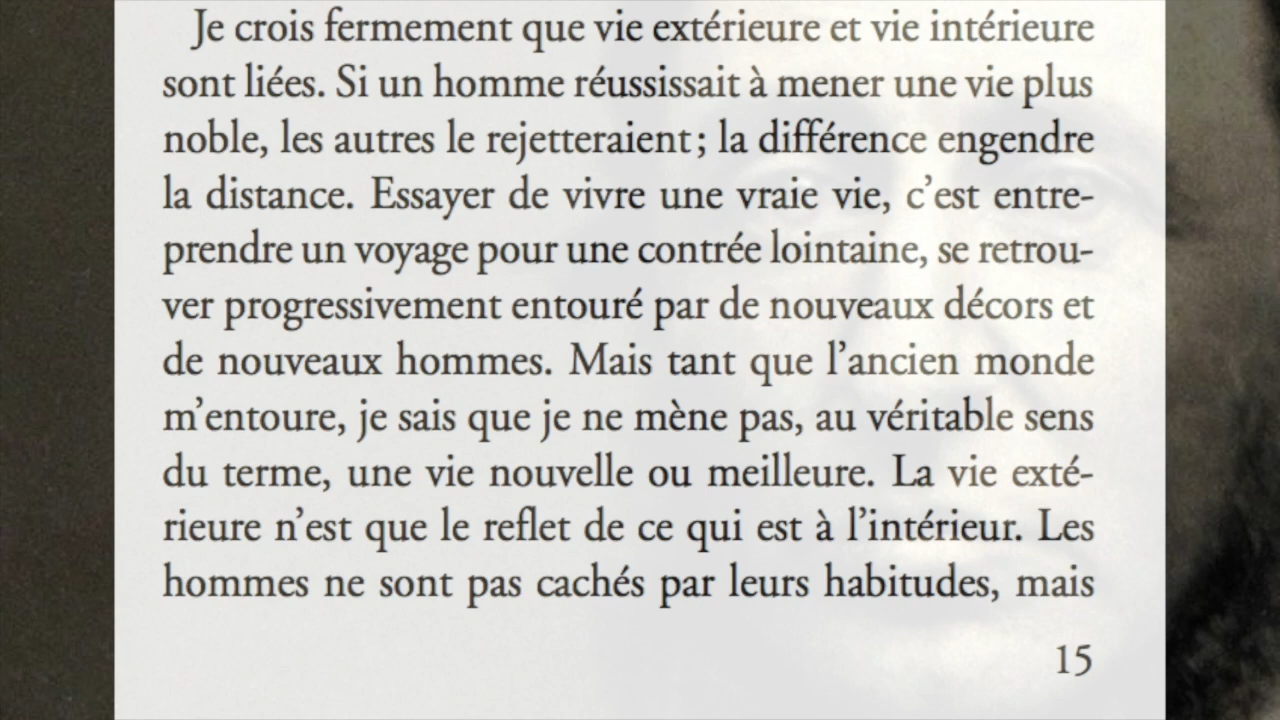 Je crois fermement que vie extérieure et vie intérieure
sont liées. Si un homme réussissait à mener une vie plus
noble, les autres le rejetteraient ; la différence engendre
la distance. Essayer de vivre une vraie vie, c’est entre-
prendre un voyage pour une contrée lointaine, se retrou-
ver progressivement entouré par de nouveaux décors et
de nouveaux hommes. Mais tant que l’ancien monde
m’entoure, je sais que je ne mène pas, au véritable sens
du terme, une vie nouvelle ou meilleure. La vie exté-
rieure n’est que le reflet de ce qui est à l’intérieur. Les
hommes ne sont pas cachés par leurs habitudes, mais
15